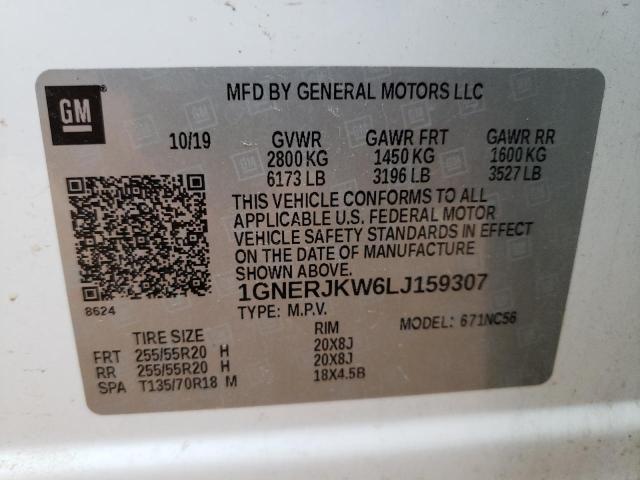 GM
MFD BY GENERAL MOTORS LLC
10/19 GVWR GAWR FRT GAWR RR
2800 KG 1450 KG 1600 KG
6173 LB 3196 LB 3527 LB
THIS VEHICLE CONFORMS TO ALL
APPLICABLE U.S. FEDERAL MOTOR
VEHICLE SAFETY STANDARDS IN EFFECT
ON THE DATE OF MANUFACTURE
SHOWN ABOVE.
8624
1GNERJKW6LJ159307
TYPE: M.P.V. MODEL: 671NC56
TIRE SIZE RIM
FRT 255/55R20 H 20X8J
RR 255/55R20 H 20X8J
SPA T135/70R18 M 18X4.5B